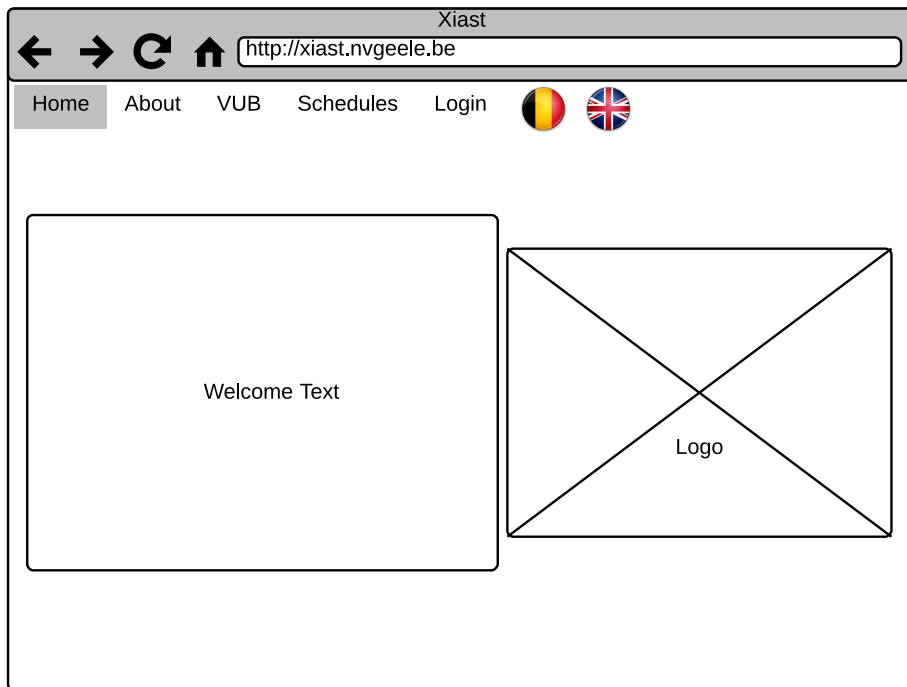 Xiast
http://xiast.nvgeele.be
Home About VUB Schedules Login
Welcome Text
Logo